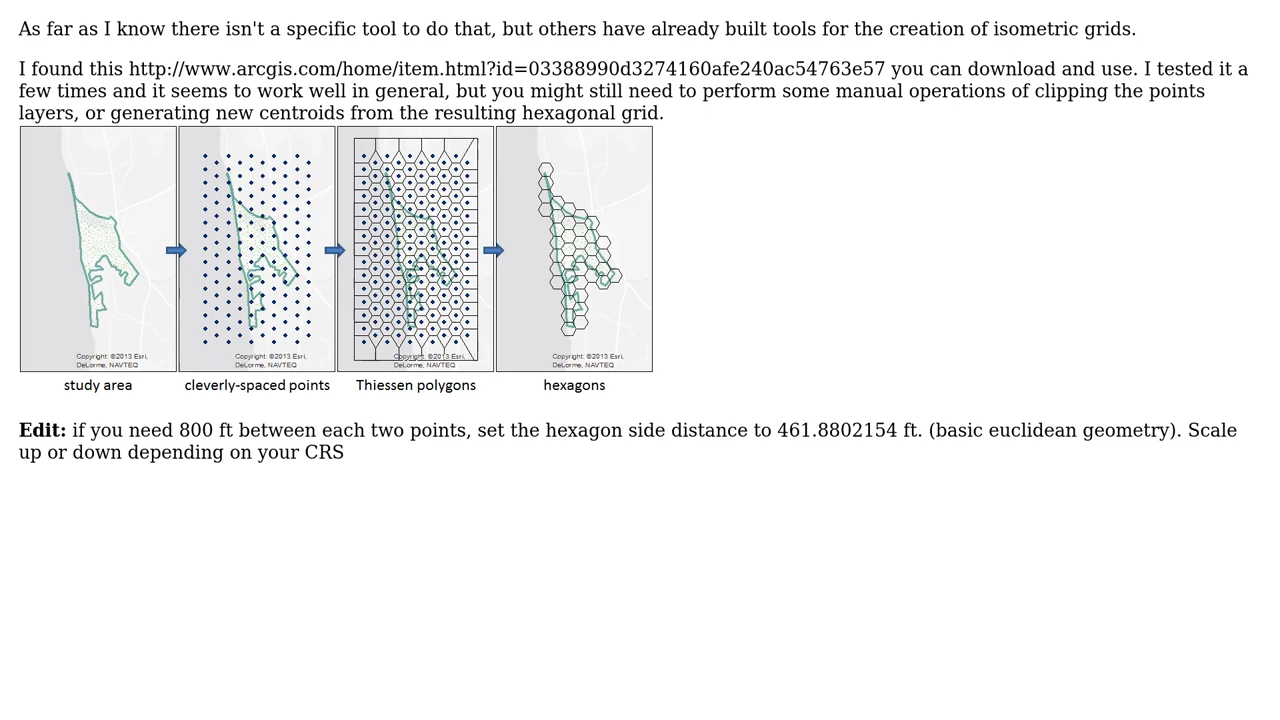 As far as I know there isn't a specific tool to do that, but others have already built tools for the creation of isometric grids.
I found this http://www.arcgis.com/home/item.html?id=03388990d3274160afe240ac54763e57 you can download and use. I tested it a
few times and it seems to work well in general, but you might still need to perform some manual operations of clipping the points
layers, or generating new centroids from the resulting hexagonal grid.
Copyright: ©2013 Esri,
DeLorme, NAVTEQ
Copyright: ©2013 Esri,
DeLorme, NAVTEQ
Copyright: ©2013 Esri,
DeLorme, NAVTEQ
Copyright: ©2013 Esri,
DeLorme, NAVTEQ
study area
cleverly-spaced points
Thiessen polygons
hexagons
Edit: if you need 800 ft between each two points, set the hexagon side distance to 461.8802154 ft. (basic euclidean geometry). Scale
up or down depending on your CRS